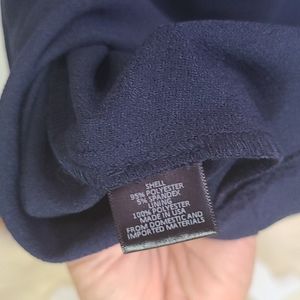 SHELL
95% POLYESTER
5% SPANDEX
LINING
100% POLYESTER
MADE IN USA
FROM DOMESTIC AND
IMPORTED MATERIALS